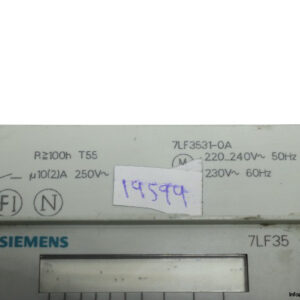 7LF3531-0A
R≥100h T55
M 220..240V~ 50Hz
µ10(2)A 250V~
230V~ 60Hz
19599
FI N
SIEMENS 7LF35